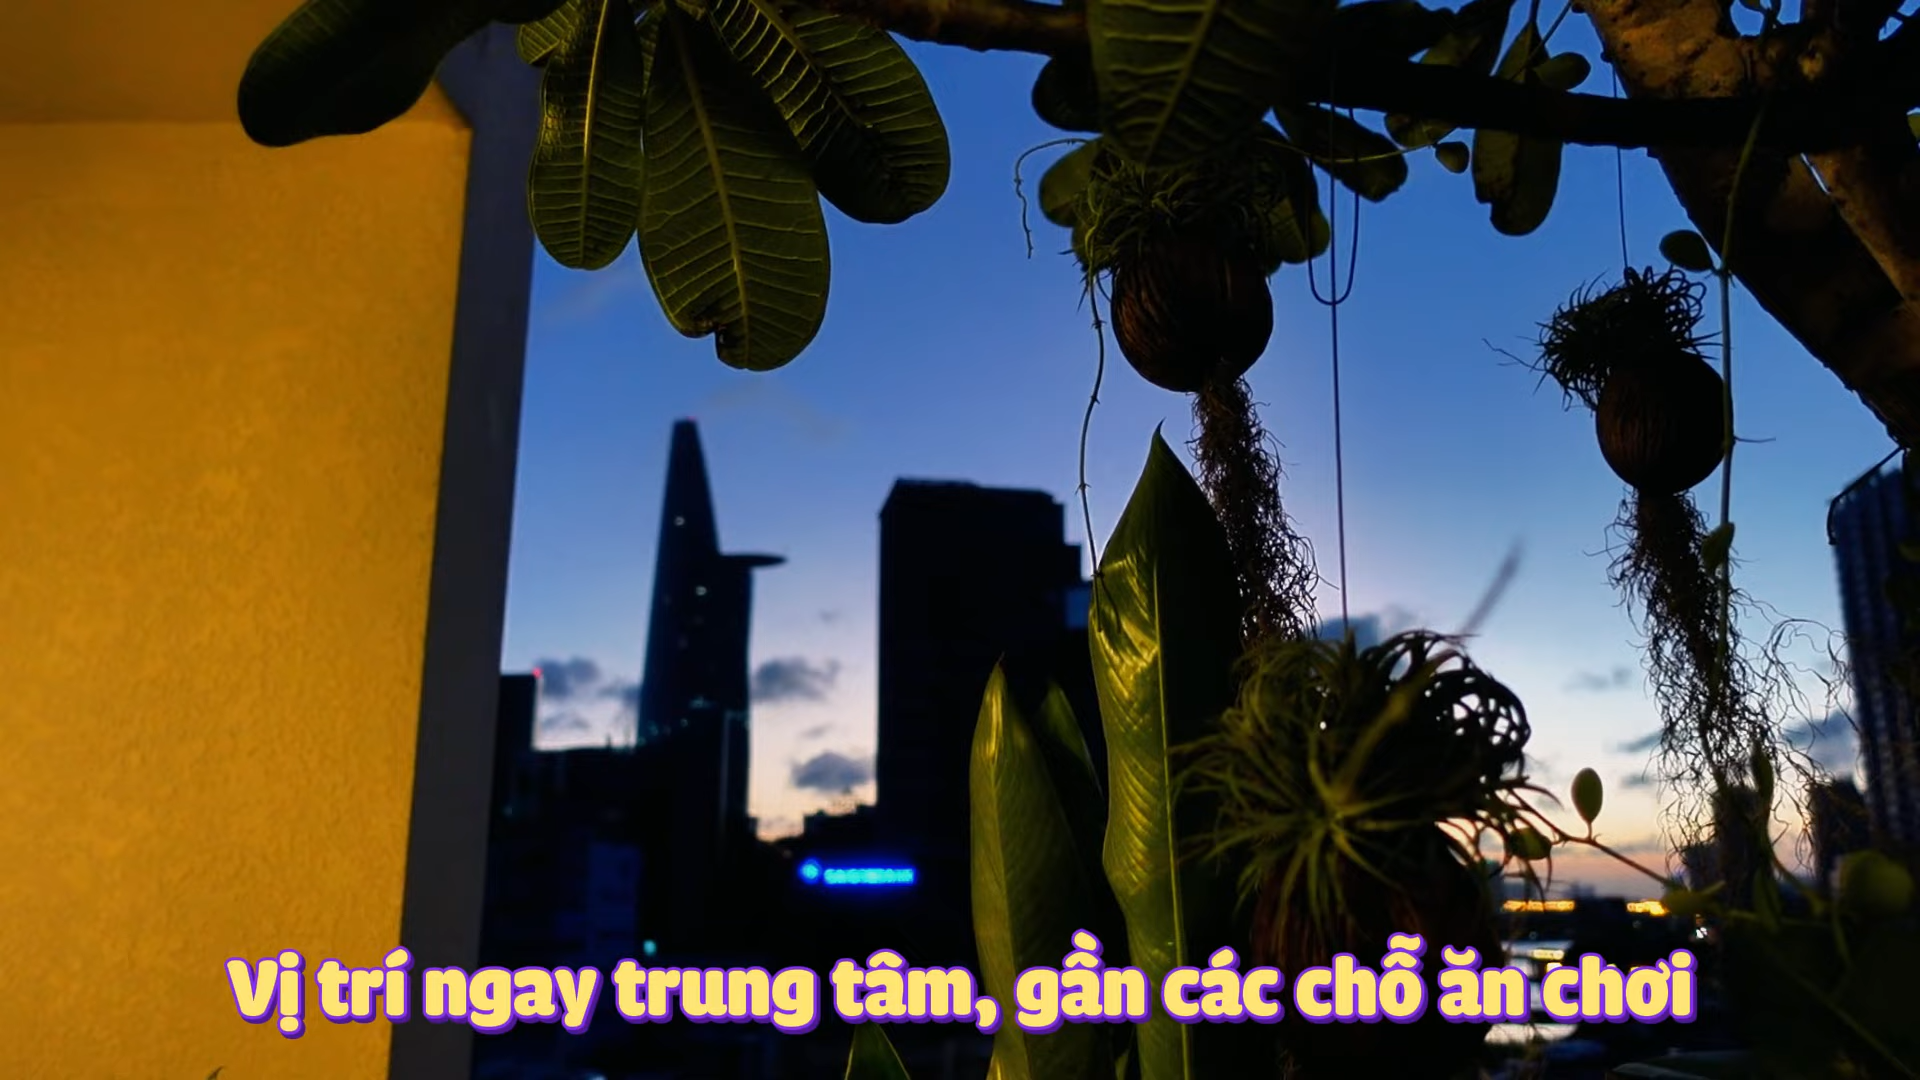 Vị trí ngay trung tâm, gần các chỗ ăn chơi